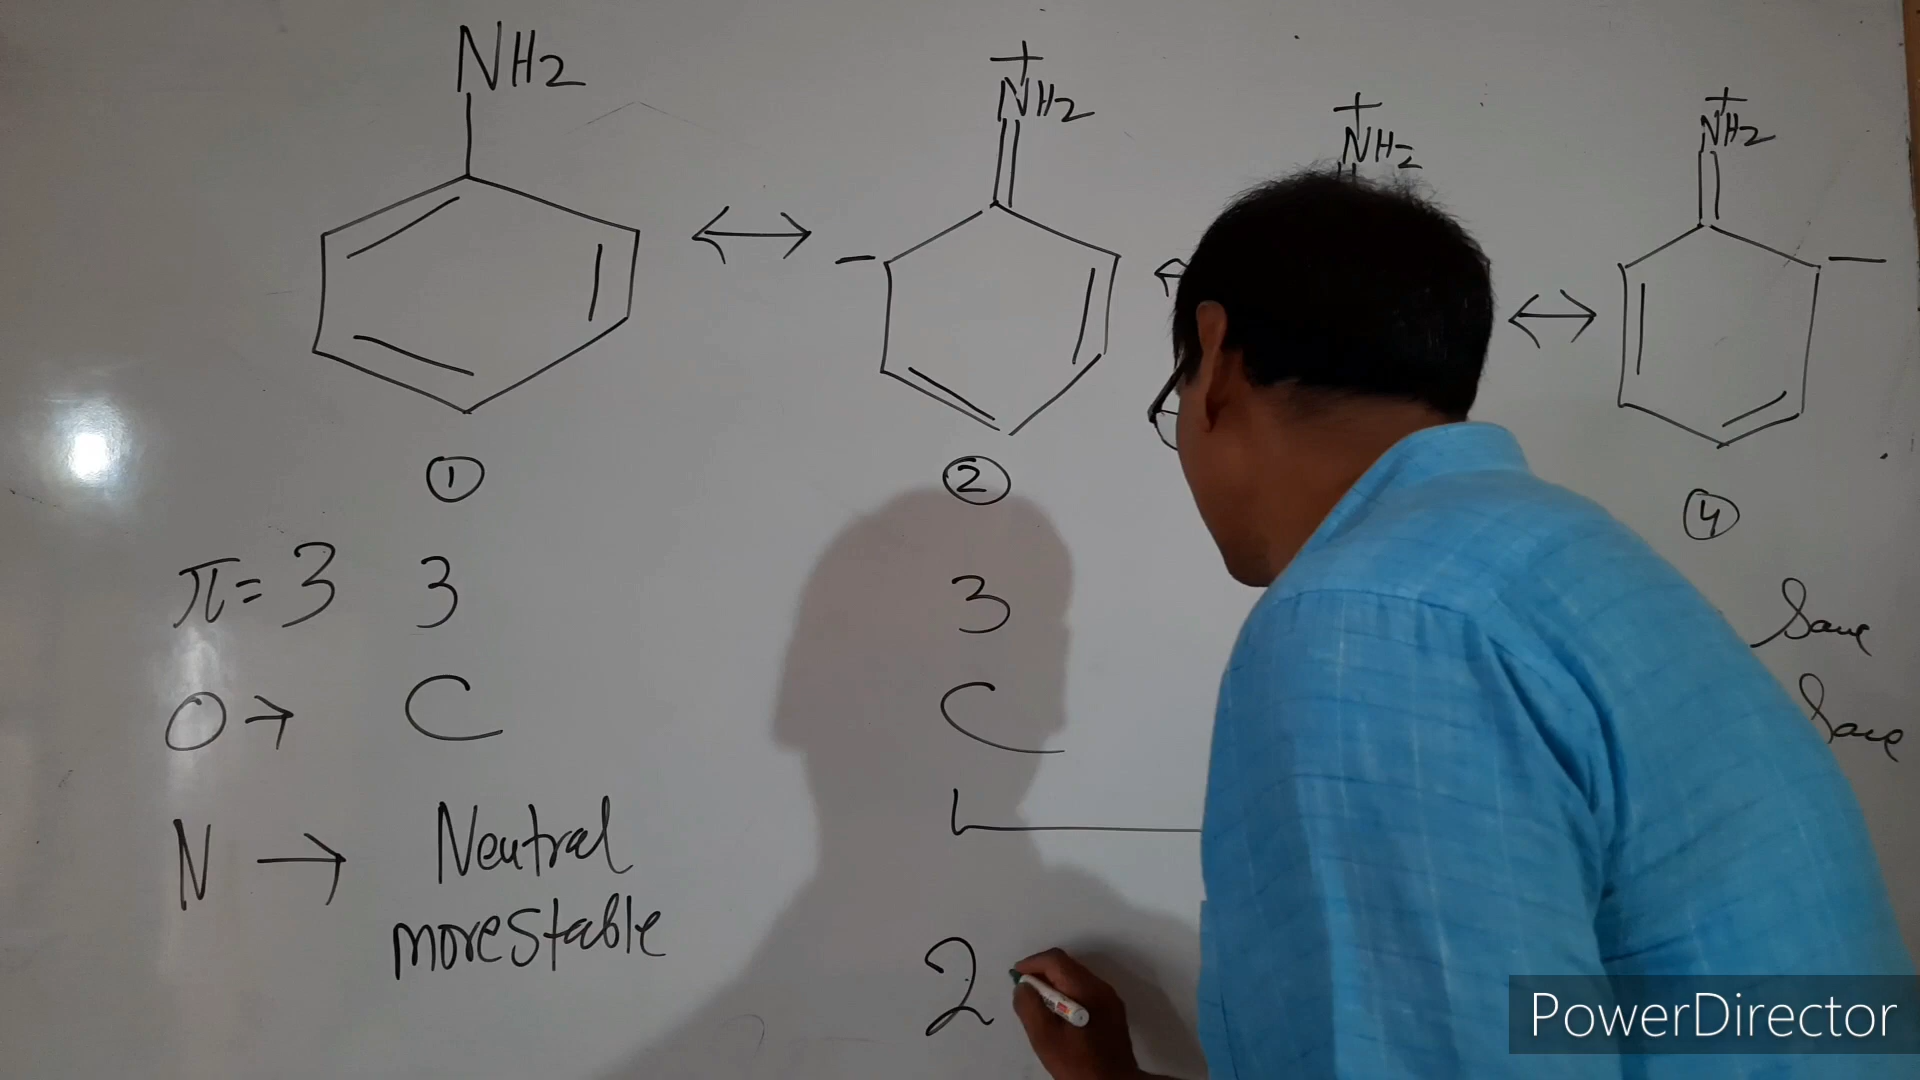 NH2
+
NH2
+
NH2
+
NH2
−
−
①
②
④
π = 3 3
3
Same
O → C
C
Same
N → Neutral
more stable
2
PowerDirector